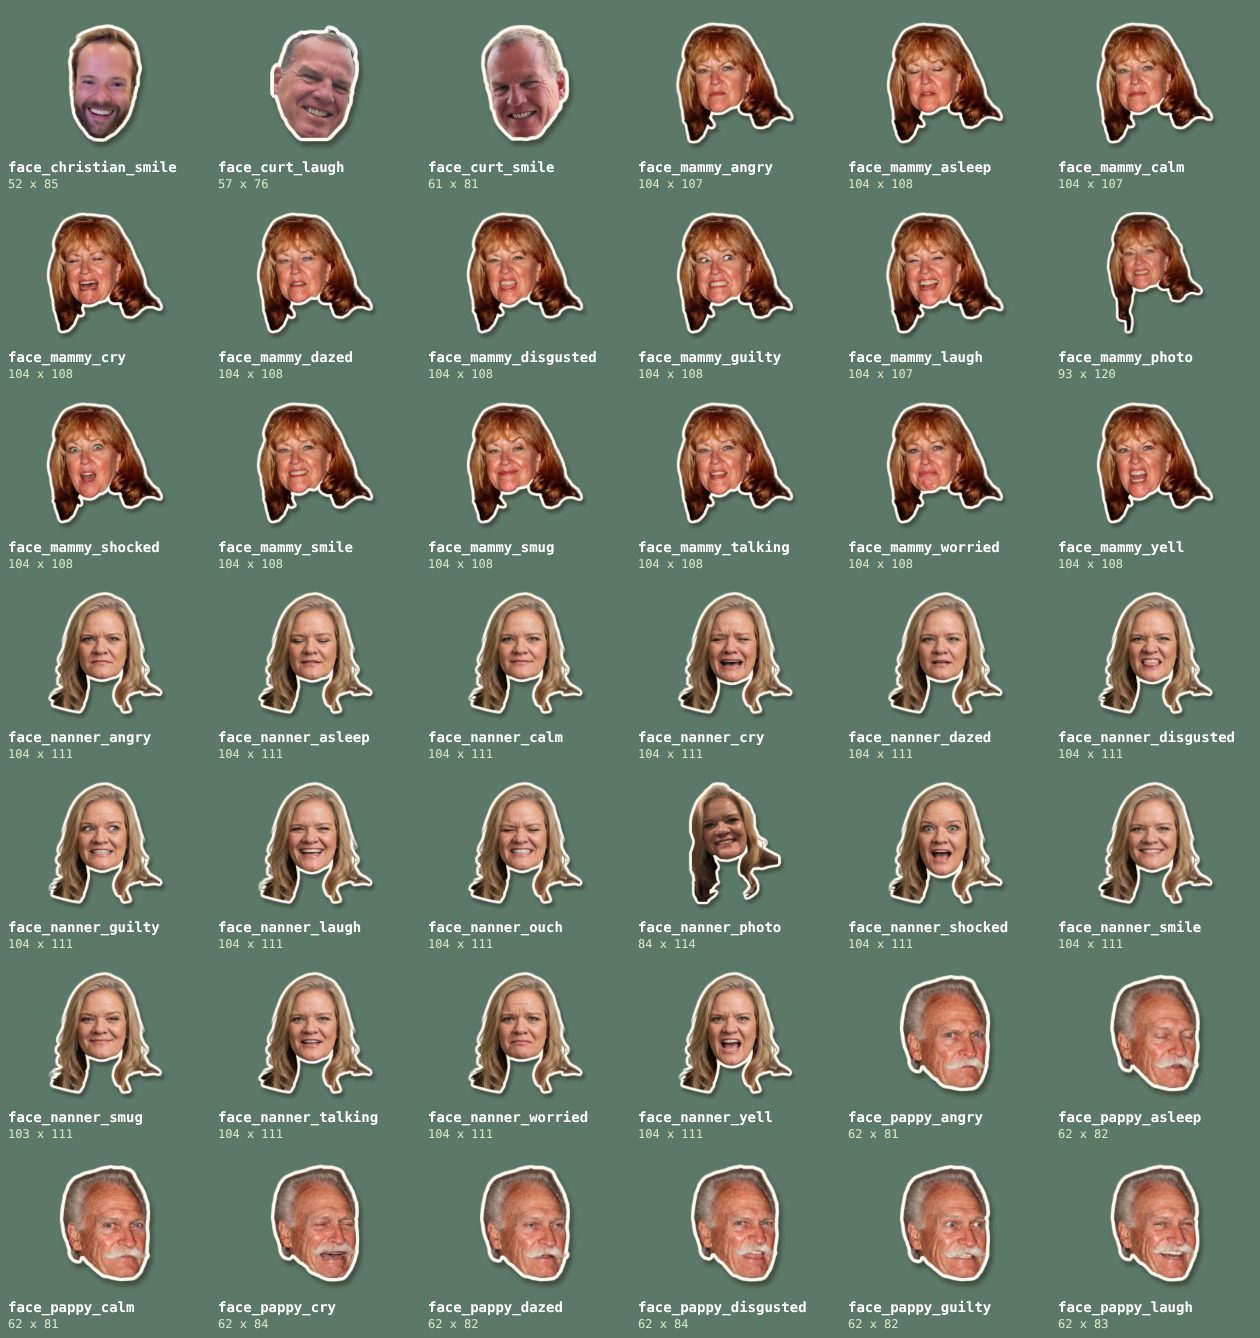 face_christian_smile
52 x 85
face_curt_laugh
57 x 76
face_curt_smile
61 x 81
face_mammy_angry
104 x 107
face_mammy_asleep
104 x 108
face_mammy_calm
104 x 107
face_mammy_cry
104 x 108
face_mammy_dazed
104 x 108
face_mammy_disgusted
104 x 108
face_mammy_guilty
104 x 108
face_mammy_laugh
104 x 107
face_mammy_photo
93 x 120
face_mammy_shocked
104 x 108
face_mammy_smile
104 x 108
face_mammy_smug
104 x 108
face_mammy_talking
104 x 108
face_mammy_worried
104 x 108
face_mammy_yell
104 x 108
face_nanner_angry
104 x 111
face_nanner_asleep
104 x 111
face_nanner_calm
104 x 111
face_nanner_cry
104 x 111
face_nanner_dazed
104 x 111
face_nanner_disgusted
104 x 111
face_nanner_guilty
104 x 111
face_nanner_laugh
104 x 111
face_nanner_ouch
104 x 111
face_nanner_photo
84 x 114
face_nanner_shocked
104 x 111
face_nanner_smile
104 x 111
face_nanner_smug
103 x 111
face_nanner_talking
104 x 111
face_nanner_worried
104 x 111
face_nanner_yell
104 x 111
face_pappy_angry
62 x 81
face_pappy_asleep
62 x 82
face_pappy_calm
62 x 81
face_pappy_cry
62 x 84
face_pappy_dazed
62 x 82
face_pappy_disgusted
62 x 84
face_pappy_guilty
62 x 82
face_pappy_laugh
62 x 83